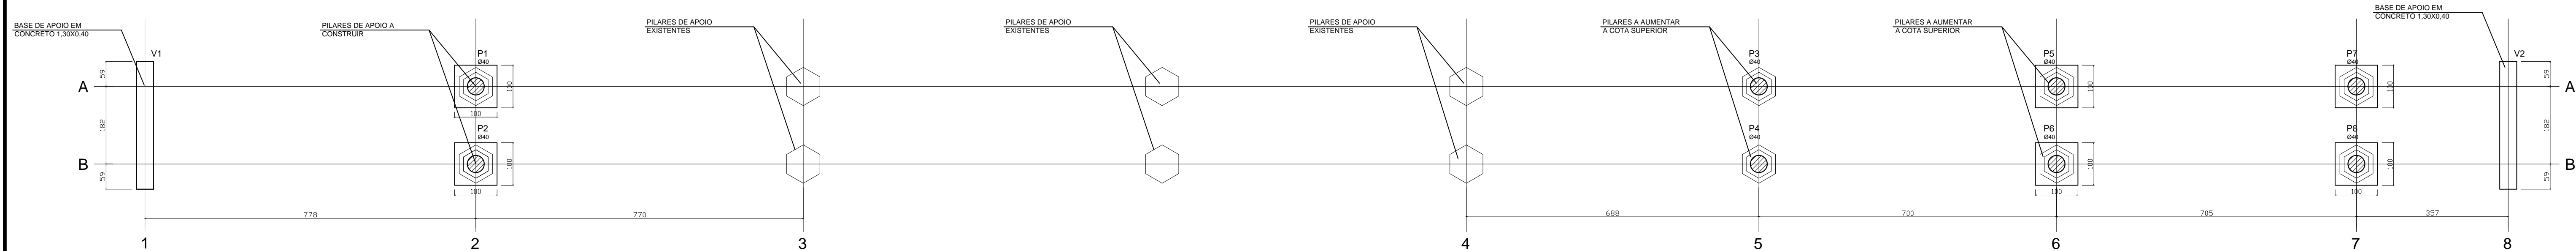 BASE DE APOIO EM
CONCRETO 1,30X0,40
PILARES DE APOIO A
CONSTRUIR
PILARES DE APOIO
EXISTENTES
PILARES DE APOIO
EXISTENTES
PILARES DE APOIO
EXISTENTES
PILARES A AUMENTAR
A COTA SUPERIOR
PILARES A AUMENTAR
A COTA SUPERIOR
BASE DE APOIO EM
CONCRETO 1,30X0,40
V1
P1
Ø40
P3
Ø40
P5
Ø40
P7
Ø40
V2
59
A
100
100
100
100
100
100
59
A
182
182
P2
Ø40
P4
Ø40
P6
Ø40
P8
Ø40
B
100
100
100
B
59
100
100
100
59
778
770
688
700
705
357
1
2
3
4
5
6
7
8